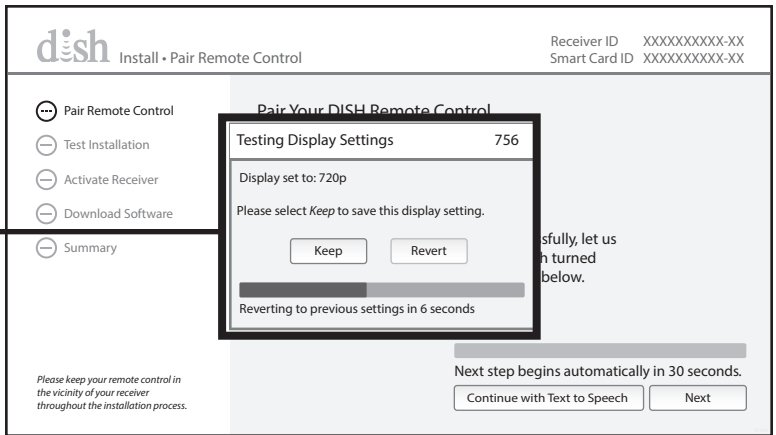 dish Install • Pair Remote Control
Receiver ID XXXXXXXXXX-XX
Smart Card ID XXXXXXXXXX-XX
Pair Remote Control
Test Installation
Activate Receiver
Download Software
Summary
Please keep your remote control in
the vicinity of your receiver
throughout the installation process.
Pair Your DISH Remote Control
Testing Display Settings 756
Display set to: 720p
Please select Keep to save this display setting.
Keep Revert
Reverting to previous settings in 6 seconds
sfully, let us
h turned
below.
Next step begins automatically in 30 seconds.
Continue with Text to Speech Next